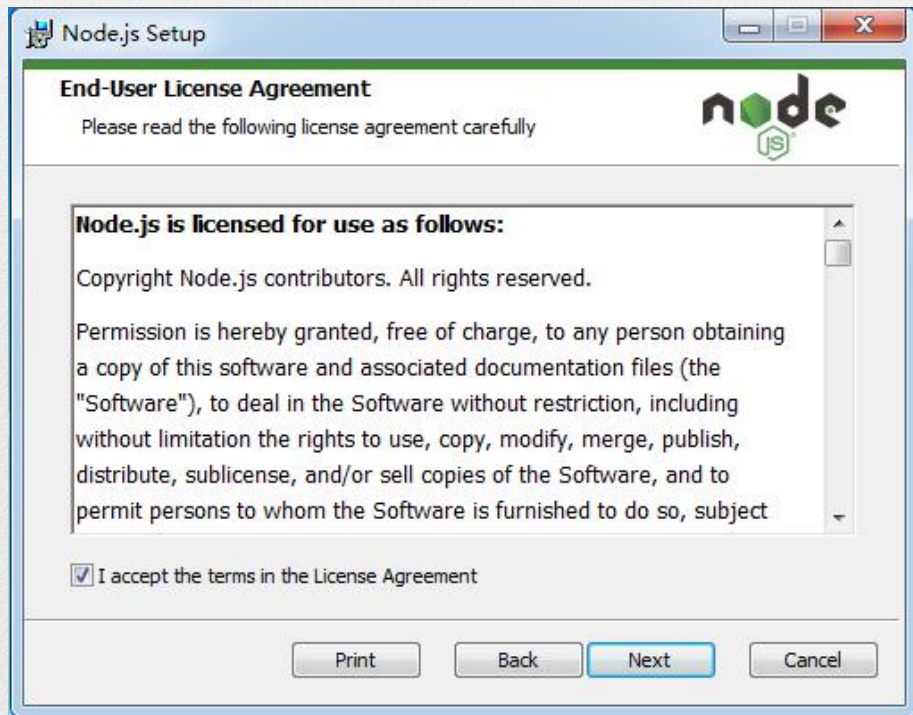 Node.js Setup
End-User License Agreement
Please read the following license agreement carefully
node
JS
Node.js is licensed for use as follows:
Copyright Node.js contributors. All rights reserved.
Permission is hereby granted, free of charge, to any person obtaining
a copy of this software and associated documentation files (the
"Software"), to deal in the Software without restriction, including
without limitation the rights to use, copy, modify, merge, publish,
distribute, sublicense, and/or sell copies of the Software, and to
permit persons to whom the Software is furnished to do so, subject
I accept the terms in the License Agreement
Print Back Next Cancel